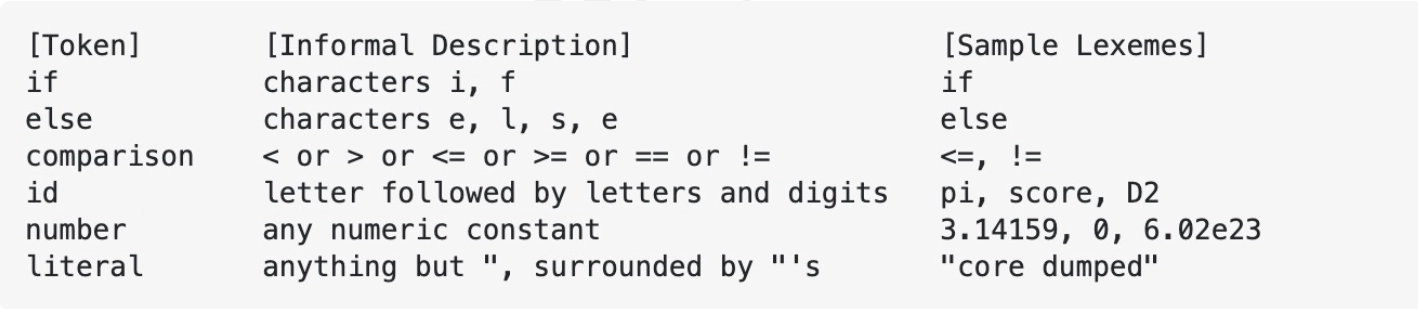 [Token] [Informal Description] [Sample Lexemes]
if characters i, f if
else characters e, l, s, e else
comparison < or > or <= or >= or == or != <=, !=
id letter followed by letters and digits pi, score, D2
number any numeric constant 3.14159, 0, 6.02e23
literal anything but ", surrounded by "'s "core dumped"